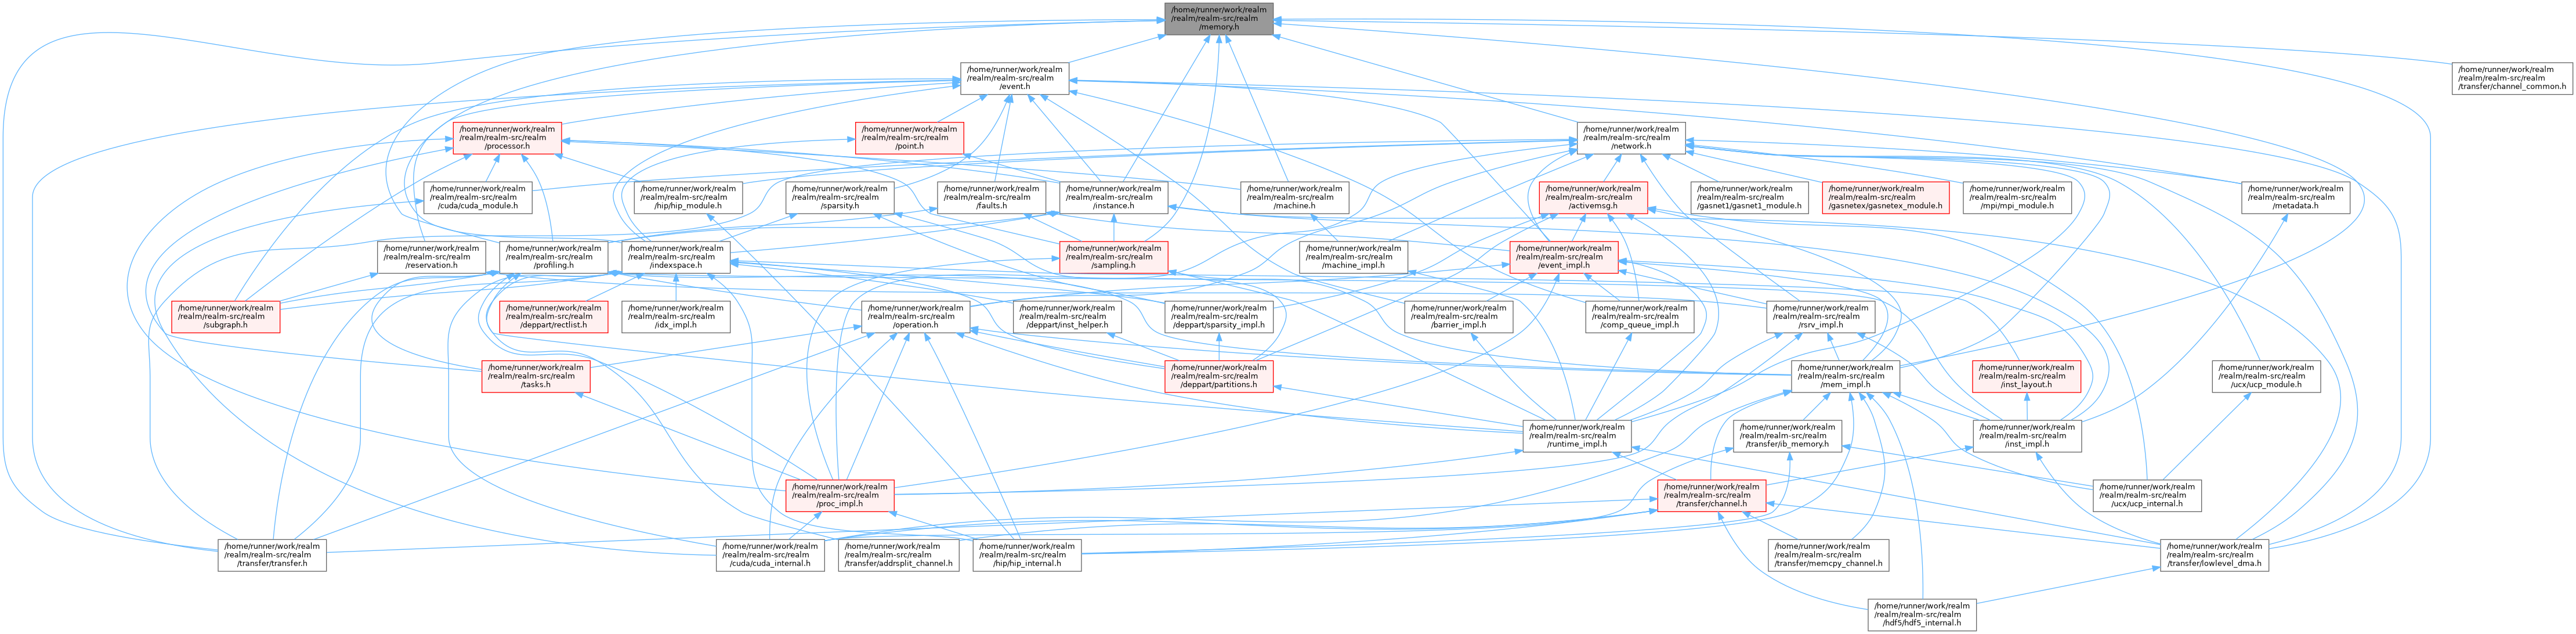 /home/runner/work/realm
/realm/realm-src/realm
/memory.h
/home/runner/work/realm
/realm/realm-src/realm
/event.h
/home/runner/work/realm
/realm/realm-src/realm
/transfer/channel_common.h
/home/runner/work/realm
/realm/realm-src/realm
/processor.h
/home/runner/work/realm
/realm/realm-src/realm
/point.h
/home/runner/work/realm
/realm/realm-src/realm
/network.h
/home/runner/work/realm
/realm/realm-src/realm
/cuda/cuda_module.h
/home/runner/work/realm
/realm/realm-src/realm
/hip/hip_module.h
/home/runner/work/realm
/realm/realm-src/realm
/sparsity.h
/home/runner/work/realm
/realm/realm-src/realm
/faults.h
/home/runner/work/realm
/realm/realm-src/realm
/instance.h
/home/runner/work/realm
/realm/realm-src/realm
/machine.h
/home/runner/work/realm
/realm/realm-src/realm
/activemsg.h
/home/runner/work/realm
/realm/realm-src/realm
/gasnet1/gasnet1_module.h
/home/runner/work/realm
/realm/realm-src/realm
/gasnetex/gasnetex_module.h
/home/runner/work/realm
/realm/realm-src/realm
/mpi/mpi_module.h
/home/runner/work/realm
/realm/realm-src/realm
/metadata.h
/home/runner/work/realm
/realm/realm-src/realm
/reservation.h
/home/runner/work/realm
/realm/realm-src/realm
/profiling.h
/home/runner/work/realm
/realm/realm-src/realm
/indexspace.h
/home/runner/work/realm
/realm/realm-src/realm
/sampling.h
/home/runner/work/realm
/realm/realm-src/realm
/machine_impl.h
/home/runner/work/realm
/realm/realm-src/realm
/event_impl.h
/home/runner/work/realm
/realm/realm-src/realm
/subgraph.h
/home/runner/work/realm
/realm/realm-src/realm
/deppart/rectlist.h
/home/runner/work/realm
/realm/realm-src/realm
/idx_impl.h
/home/runner/work/realm
/realm/realm-src/realm
/operation.h
/home/runner/work/realm
/realm/realm-src/realm
/deppart/inst_helper.h
/home/runner/work/realm
/realm/realm-src/realm
/deppart/sparsity_impl.h
/home/runner/work/realm
/realm/realm-src/realm
/barrier_impl.h
/home/runner/work/realm
/realm/realm-src/realm
/comp_queue_impl.h
/home/runner/work/realm
/realm/realm-src/realm
/rsrv_impl.h
/home/runner/work/realm
/realm/realm-src/realm
/tasks.h
/home/runner/work/realm
/realm/realm-src/realm
/deppart/partitions.h
/home/runner/work/realm
/realm/realm-src/realm
/mem_impl.h
/home/runner/work/realm
/realm/realm-src/realm
/inst_layout.h
/home/runner/work/realm
/realm/realm-src/realm
/ucx/ucp_module.h
/home/runner/work/realm
/realm/realm-src/realm
/runtime_impl.h
/home/runner/work/realm
/realm/realm-src/realm
/transfer/ib_memory.h
/home/runner/work/realm
/realm/realm-src/realm
/inst_impl.h
/home/runner/work/realm
/realm/realm-src/realm
/proc_impl.h
/home/runner/work/realm
/realm/realm-src/realm
/transfer/channel.h
/home/runner/work/realm
/realm/realm-src/realm
/ucx/ucp_internal.h
/home/runner/work/realm
/realm/realm-src/realm
/transfer/transfer.h
/home/runner/work/realm
/realm/realm-src/realm
/cuda/cuda_internal.h
/home/runner/work/realm
/realm/realm-src/realm
/transfer/addrsplit_channel.h
/home/runner/work/realm
/realm/realm-src/realm
/hip/hip_internal.h
/home/runner/work/realm
/realm/realm-src/realm
/transfer/memcpy_channel.h
/home/runner/work/realm
/realm/realm-src/realm
/transfer/lowlevel_dma.h
/home/runner/work/realm
/realm/realm-src/realm
/hdf5/hdf5_internal.h